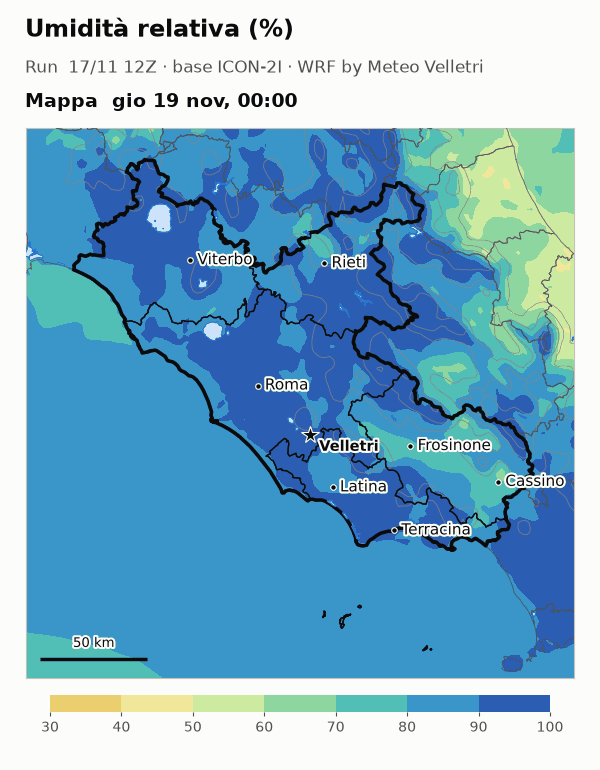 Umidità relativa (%)
Run  17/11 12Z · base ICON-2I · WRF by Meteo Velletri
Mappa  gio 19 nov, 00:00
Viterbo
Rieti
Roma
Velletri
Frosinone
Cassino
Latina
Terracina
50 km
30 40 50 60 70 80 90 100